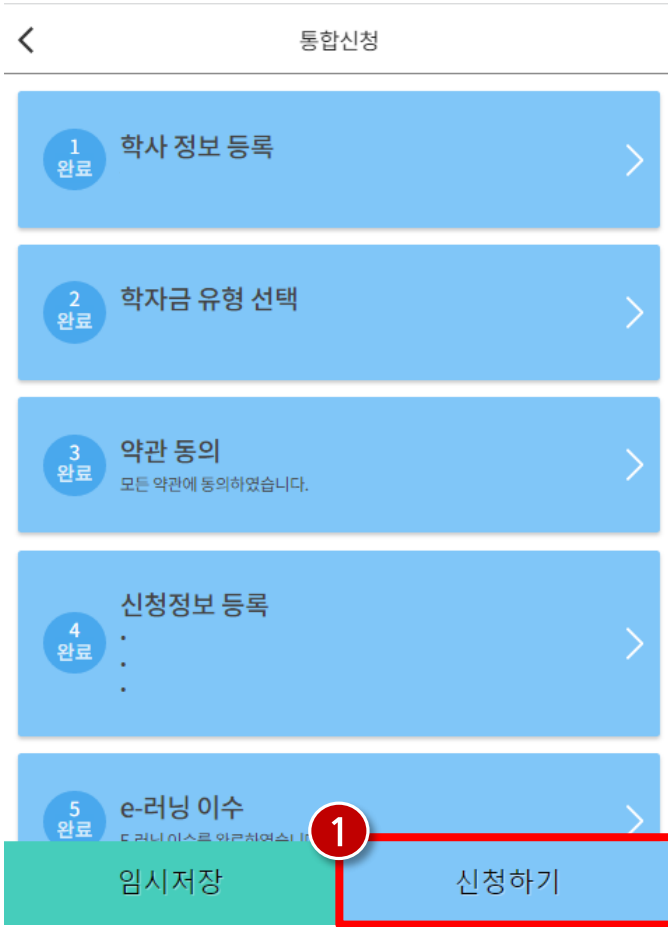 통합신청
1
완료
학사 정보 등록
2
완료
학자금 유형 선택
3
완료
약관 동의
모든 약관에 동의하였습니다.
4
완료
신청정보 등록
5
완료
e-러닝 이수
1
임시저장
신청하기